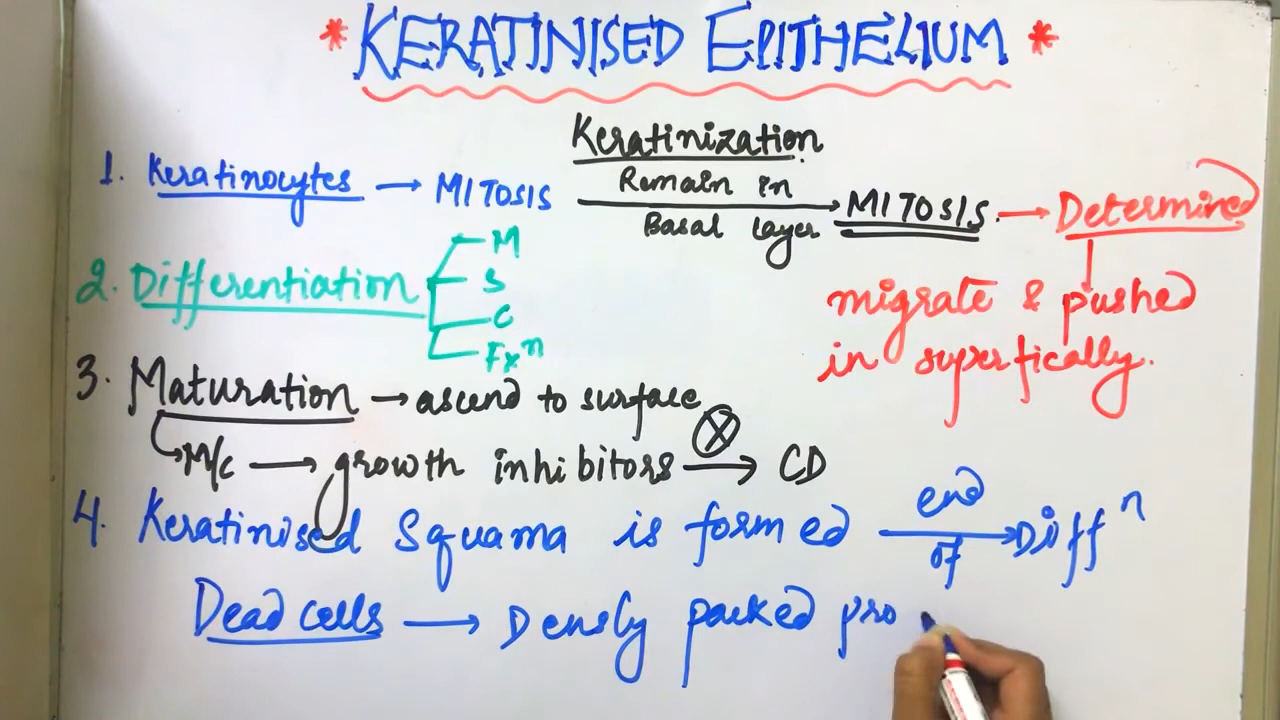 * KERATINISED EPITHELIUM *
Keratinization
1. Keratinocytes → MITOSIS Remain in Basal layer → MITOSIS. → Determined
migrate & pushed
in superfically.
2. Differentiation
M
S
C
Fxⁿ
3. Maturation → ascend to surface
M/c → growth inhibitors ⊗→ CD
4. Keratinised Squama is formed end of → Diffⁿ
Dead cells → Densly packed pro